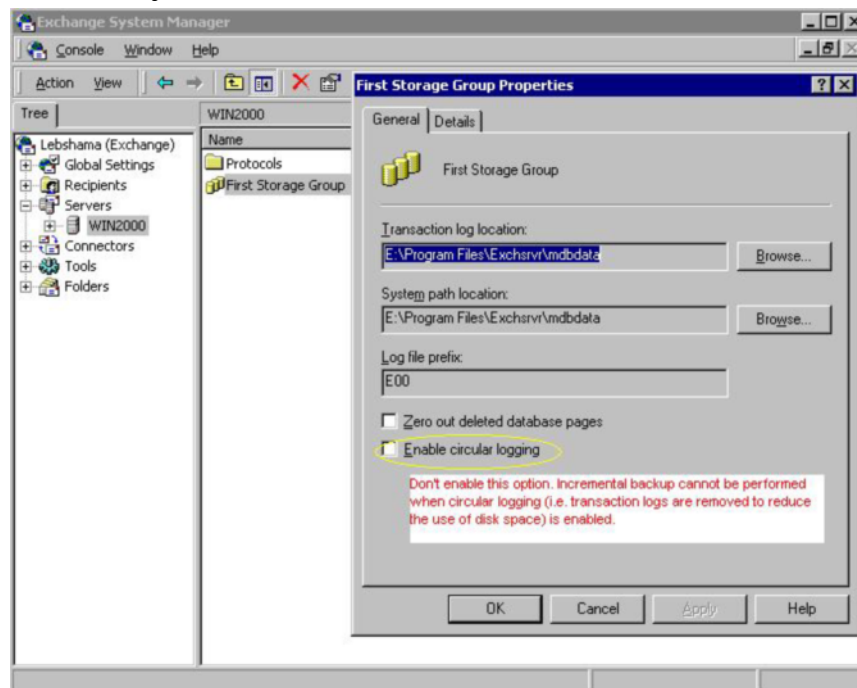 Exchange System Manager
Console Window Help
Action View
First Storage Group Properties
Tree
WIN2000
General Details
Lebshama (Exchange)
Name
Global Settings
Protocols
First Storage Group
Recipients
First Storage Group
Servers
WIN2000
Transaction log location:
Connectors
E:\Program Files\Exchsrvr\mdbdata
Browse...
Tools
Folders
System path location:
E:\Program Files\Exchsrvr\mdbdata
Browse...
Log file prefix:
E00
Zero out deleted database pages
Enable circular logging
Don't enable this option. Incremental backup cannot be performed
when circular logging (i.e. transaction logs are removed to reduce
the use of disk space) is enabled.
OK Cancel Apply Help